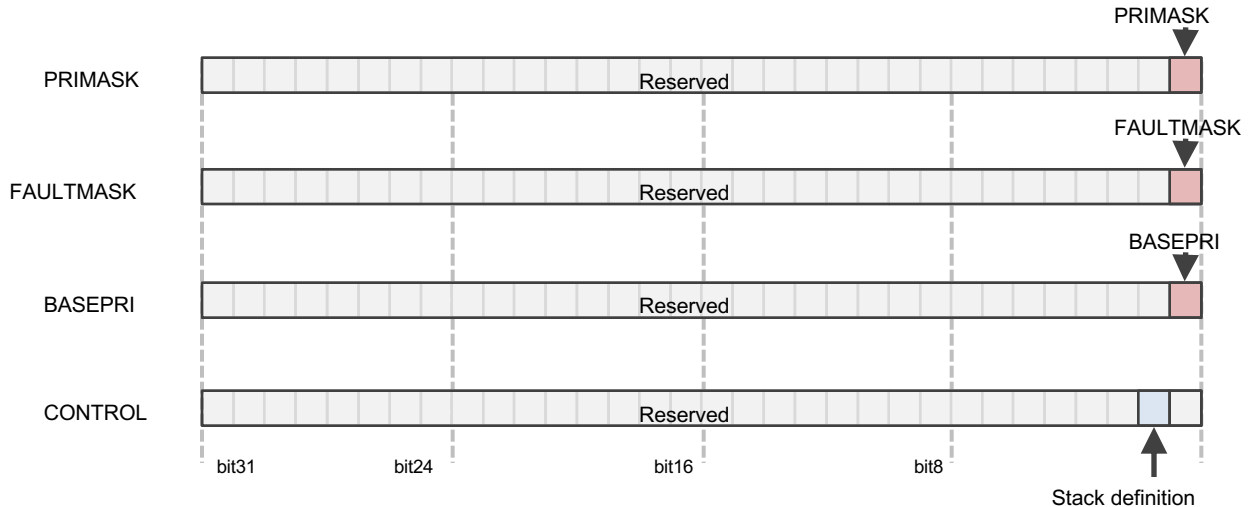 PRIMASK
PRIMASK
Reserved
FAULTMASK
FAULTMASK
Reserved
BASEPRI
BASEPRI
Reserved
CONTROL
Reserved
bit31
bit24
bit16
bit8
Stack definition